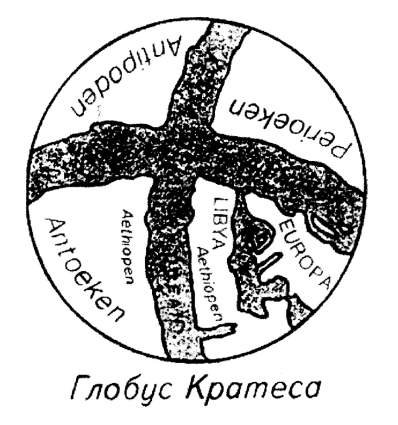 Antipoden
Perioeken
Antoeken
Aethiopen
LIBYA
Aethiopen
EUROPA
Глобус Кратеса